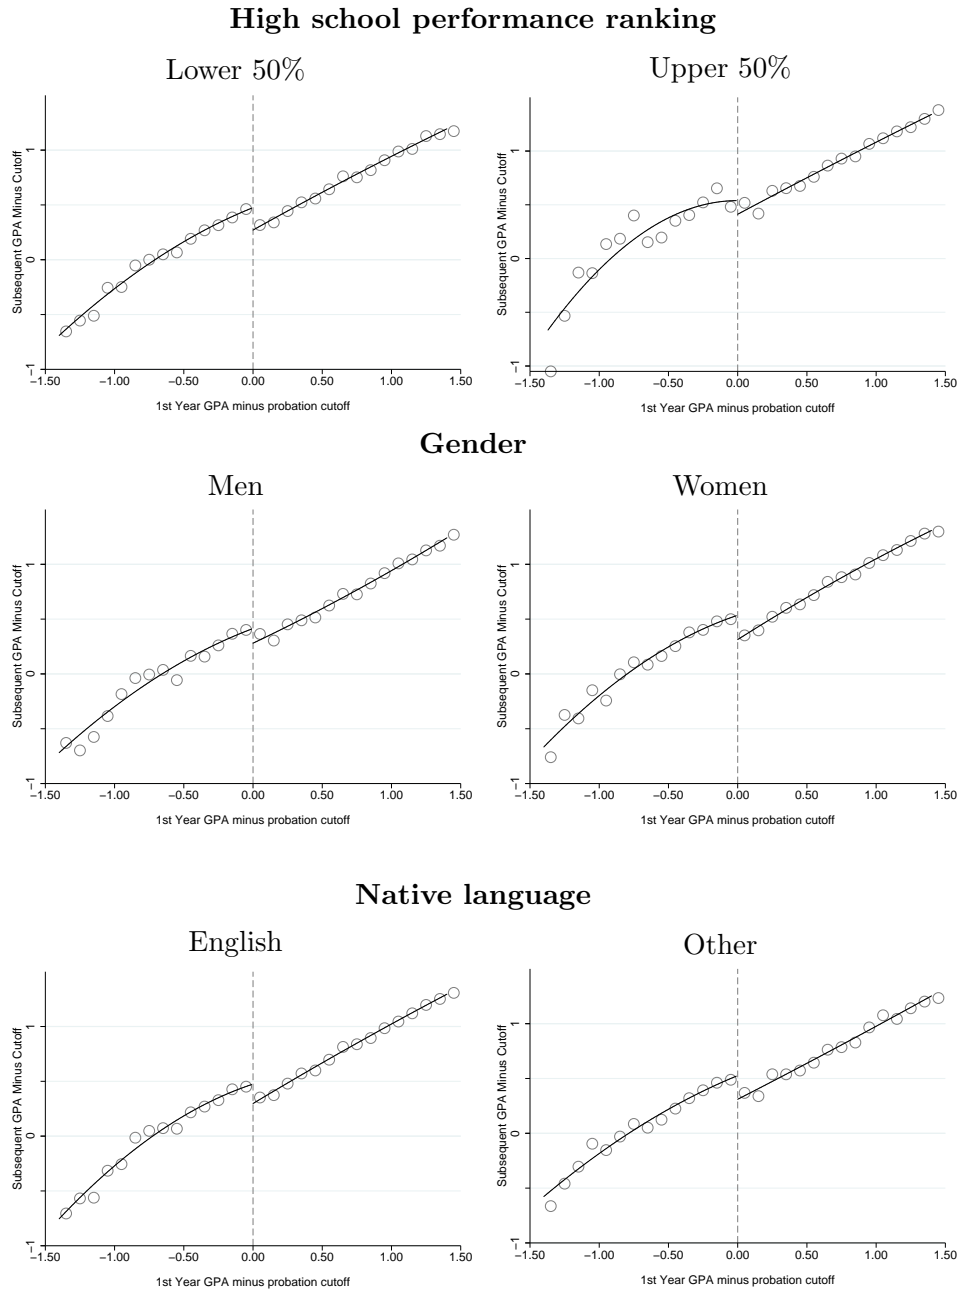 High school performance ranking
Lower 50%
Upper 50%
Subsequent GPA Minus Cutoff
1
0
−1
−1.50 −1.00 −0.50 0.00 0.50 1.00 1.50
1st Year GPA minus probation cutoff
Subsequent GPA Minus Cutoff
1
0
−1
−1.50 −1.00 −0.50 0.00 0.50 1.00 1.50
1st Year GPA minus probation cutoff
Gender
Men
Women
Subsequent GPA Minus Cutoff
1
0
−1
−1.50 −1.00 −0.50 0.00 0.50 1.00 1.50
1st Year GPA minus probation cutoff
Subsequent GPA Minus Cutoff
1
0
−1
−1.50 −1.00 −0.50 0.00 0.50 1.00 1.50
1st Year GPA minus probation cutoff
Native language
English
Other
Subsequent GPA Minus Cutoff
1
0
−1
−1.50 −1.00 −0.50 0.00 0.50 1.00 1.50
1st Year GPA minus probation cutoff
Subsequent GPA Minus Cutoff
1
0
−1
−1.50 −1.00 −0.50 0.00 0.50 1.00 1.50
1st Year GPA minus probation cutoff